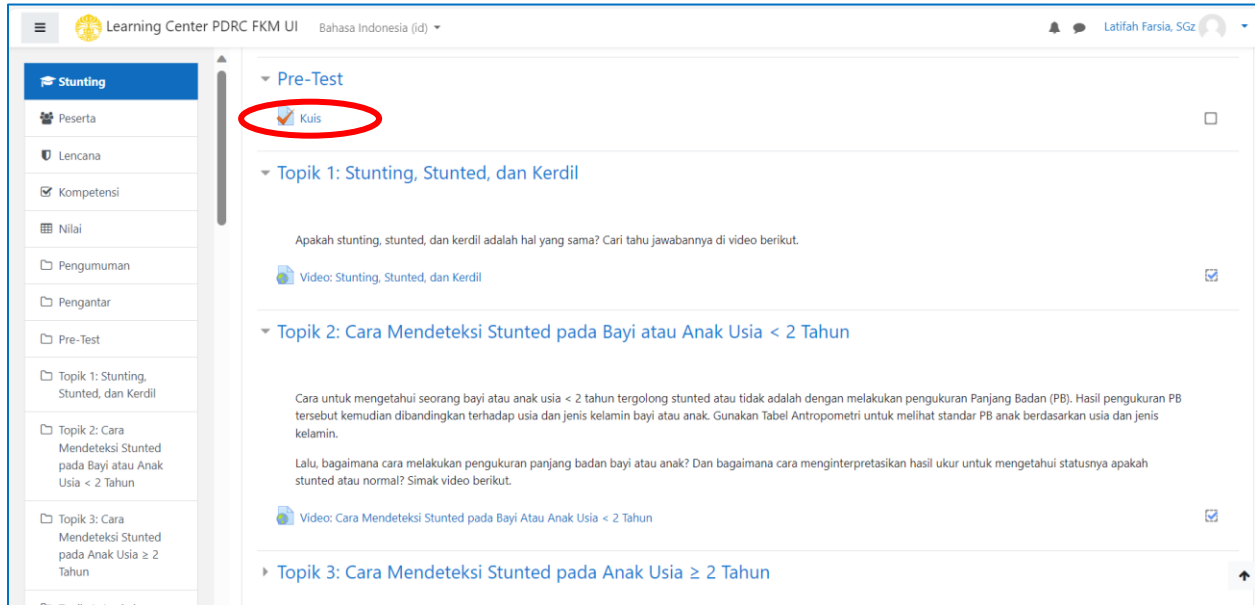 Learning Center PDRC FKM UI
Bahasa Indonesia (id)
Latifah Farsia, SGz
Stunting
Peserta
Lencana
Kompetensi
Nilai
Pengumuman
Pengantar
Pre-Test
Topik 1: Stunting,
Stunted, dan Kerdil
Topik 2: Cara
Mendeteksi Stunted
pada Bayi atau Anak
Usia < 2 Tahun
Topik 3: Cara
Mendeteksi Stunted
pada Anak Usia ≥ 2
Tahun
Pre-Test
Kuis
Topik 1: Stunting, Stunted, dan Kerdil
Apakah stunting, stunted, dan kerdil adalah hal yang sama? Cari tahu jawabannya di video berikut.
Video: Stunting, Stunted, dan Kerdil
Topik 2: Cara Mendeteksi Stunted pada Bayi atau Anak Usia < 2 Tahun
Cara untuk mengetahui seorang bayi atau anak usia < 2 tahun tergolong stunted atau tidak adalah dengan melakukan pengukuran Panjang Badan (PB). Hasil pengukuran PB
tersebut kemudian dibandingkan terhadap usia dan jenis kelamin bayi atau anak. Gunakan Tabel Antropometri untuk melihat standar PB anak berdasarkan usia dan jenis
kelamin.
Lalu, bagaimana cara melakukan pengukuran panjang badan bayi atau anak? Dan bagaimana cara menginterpretasikan hasil ukur untuk mengetahui statusnya apakah
stunted atau normal? Simak video berikut.
Video: Cara Mendeteksi Stunted pada Bayi Atau Anak Usia < 2 Tahun
Topik 3: Cara Mendeteksi Stunted pada Anak Usia ≥ 2 Tahun